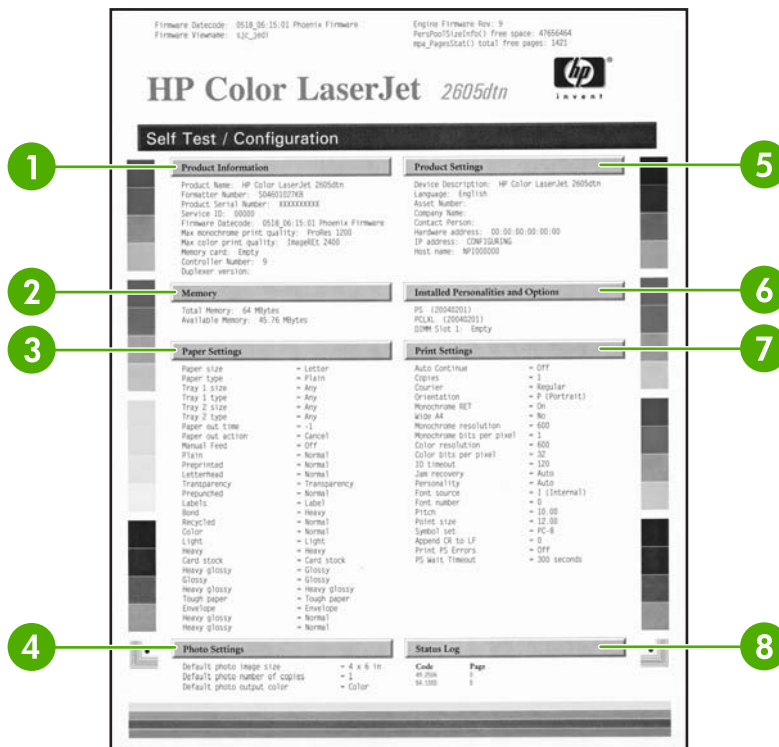 Firmware Datecode: 0518_06:15:01 Phoenix Firmware
Firmware Viewname: sjc_jedi
Engine Firmware Rev: 9
PersPoolSizeInfo() free space: 47656464
mpa_PagesStat() total free pages: 1421
HP Color LaserJet 2605dtn
hp
invent
Self Test / Configuration
1
Product Information
Product Name: HP Color LaserJet 2605dtn
Formatter Number: S04601027KB
Product Serial Number: XXXXXXXXXX
Service ID: 00000
Firmware Datecode: 0518_06:15:01 Phoenix Firmware
Max monochrome print quality: ProRes 1200
Max color print quality: ImageREt 2400
Memory card: Empty
Controller Number: 9
Duplexer version:
2
Memory
Total Memory: 64 MBytes
Available Memory: 45.76 MBytes
3
Paper Settings
Paper size = Letter
Paper type = Plain
Tray 1 size = Any
Tray 1 type = Any
Tray 2 size = Any
Tray 2 type = Any
Paper out time = -1
Paper out action = Cancel
Manual Feed = Off
Plain = Normal
Preprinted = Normal
Letterhead = Normal
Transparency = Transparency
Prepunched = Normal
Labels = Label
Bond = Heavy
Recycled = Normal
Color = Normal
Light = Light
Heavy = Heavy
Card stock = Card stock
Heavy glossy = Glossy
Glossy = Glossy
Heavy glossy = Heavy glossy
Tough paper = Tough paper
Envelope = Envelope
Heavy glossy = Normal
Heavy glossy = Normal
4
Photo Settings
Default photo image size = 4 x 6 in
Default photo number of copies = 1
Default photo output color = Color
5
Product Settings
Device Description: HP Color LaserJet 2605dtn
Language: English
Asset Number:
Company Name:
Contact Person:
Hardware address: 00:00:00:00:00:00
IP address: CONFIGURING
Host name: NPI000000
6
Installed Personalities and Options
PS (20040201)
PCLXL (20040201)
DIMM Slot 1: Empty
7
Print Settings
Auto Continue = Off
Copies = 1
Courier = Regular
Orientation = P (Portrait)
Monochrome RET = On
Wide A4 = No
Monochrome resolution = 600
Monochrome bits per pixel = 1
Color resolution = 600
Color bits per pixel = 32
IO timeout = 120
Jam recovery = Auto
Personality = Auto
Font source = I (Internal)
Font number = 0
Pitch = 10.00
Point size = 12.00
Symbol set = PC-8
Append CR to LF = 0
Print PS Errors = Off
PS Wait Timeout = 300 seconds
8
Status Log
Code Page